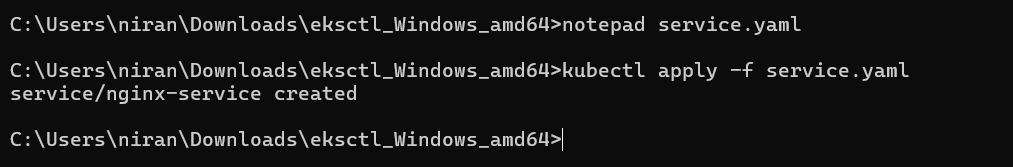 C:\Users\niran\Downloads\eksctl_Windows_amd64>notepad service.yaml
C:\Users\niran\Downloads\eksctl_Windows_amd64>kubectl apply -f service.yaml
service/nginx-service created
C:\Users\niran\Downloads\eksctl_Windows_amd64>